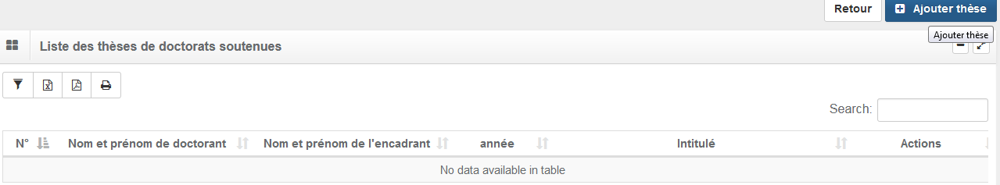 Retour Ajouter thèse
Ajouter thèse
Liste des thèses de doctorats soutenues
Search:
N° Nom et prénom de doctorant Nom et prénom de l'encadrant année Intitulé Actions
No data available in table